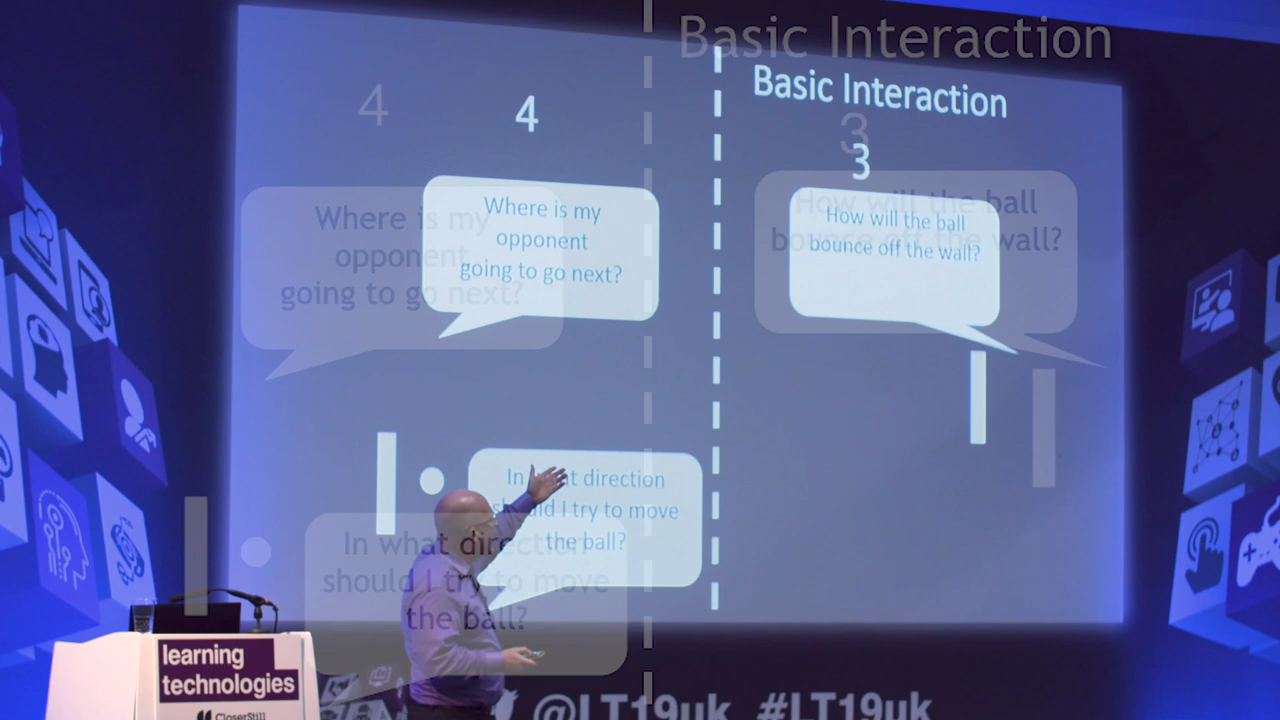 Basic Interaction
Basic Interaction
4
4
3
3
Where is my
opponent
going to go next?
Where is my
opponent
going to go next?
How will the ball
bounce off the wall?
How will the ball
bounce off the wall?
In what direction
should I try to move
the ball?
In what direction
should I try to move
the ball?
learning
technologies
CloserStill
@LT19uk #LT19uk